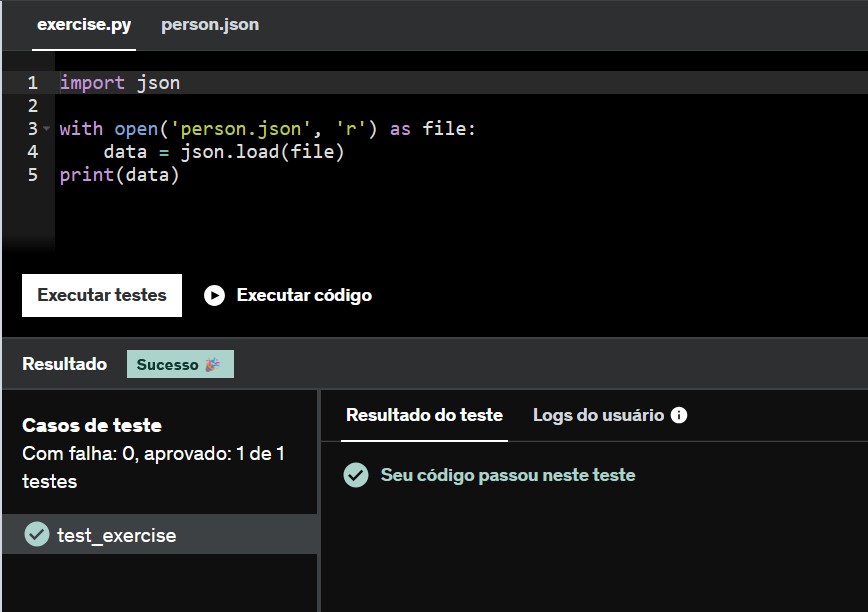 exercise.py person.json
1 import json
2
3 with open('person.json', 'r') as file:
4     data = json.load(file)
5 print(data)
Executar testes Executar código
Resultado Sucesso 🎉
Casos de teste
Com falha: 0, aprovado: 1 de 1
testes
test_exercise
Resultado do teste Logs do usuário
Seu código passou neste teste